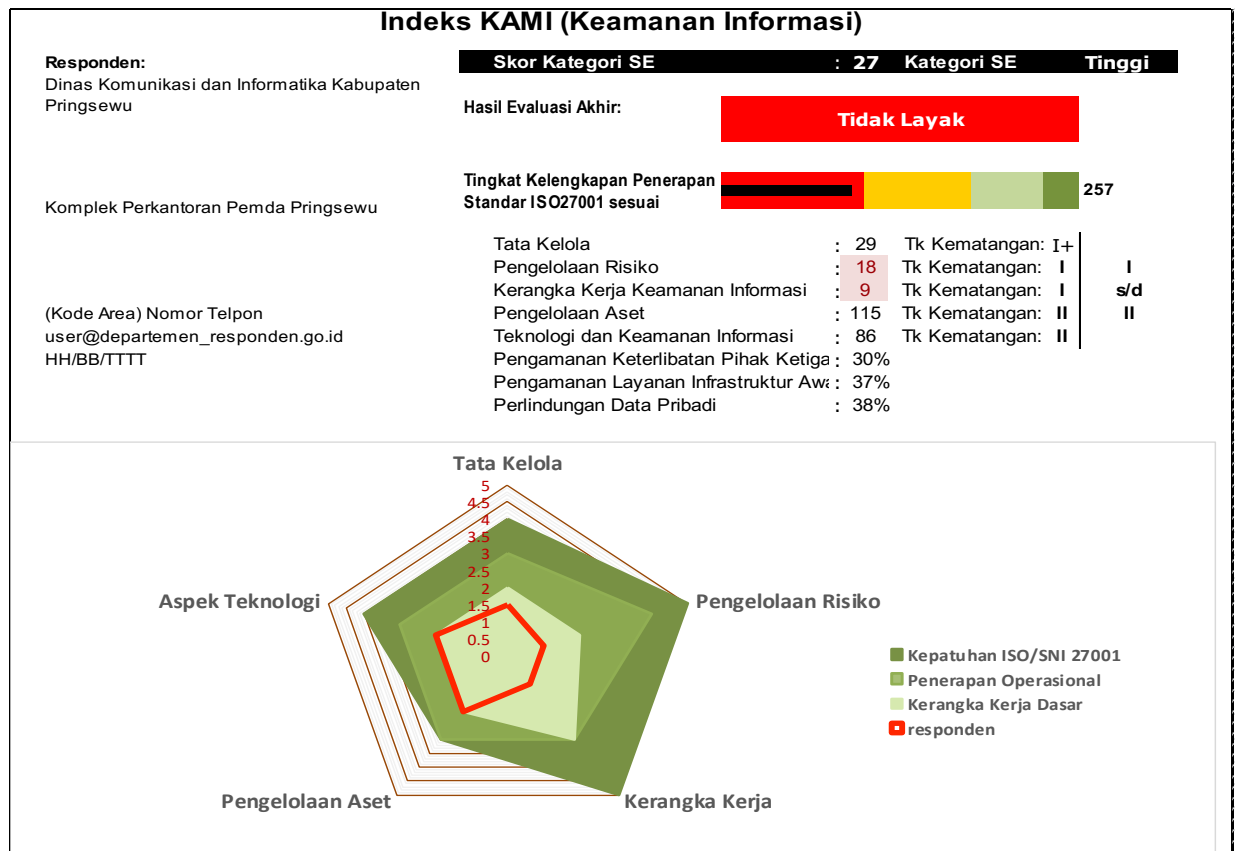 Indeks KAMI (Keamanan Informasi)
Responden:
Dinas Komunikasi dan Informatika Kabupaten
Pringsewu
Komplek Perkantoran Pemda Pringsewu
(Kode Area) Nomor Telpon
user@departemen_responden.go.id
HH/BB/TTTT
Skor Kategori SE : 27 Kategori SE Tinggi
Hasil Evaluasi Akhir: Tidak Layak
Tingkat Kelengkapan Penerapan
Standar ISO27001 sesuai
257
Tata Kelola : 29 Tk Kematangan: I+
Pengelolaan Risiko : 18 Tk Kematangan: I I
Kerangka Kerja Keamanan Informasi : 9 Tk Kematangan: I s/d
Pengelolaan Aset : 115 Tk Kematangan: II II
Teknologi dan Keamanan Informasi : 86 Tk Kematangan: II
Pengamanan Keterlibatan Pihak Ketiga : 30%
Pengamanan Layanan Infrastruktur Awa : 37%
Perlindungan Data Pribadi : 38%
Tata Kelola
5
4.5
4
3.5
3
2.5
2
1.5
1
0.5
0
Aspek Teknologi
Pengelolaan Risiko
Pengelolaan Aset
Kerangka Kerja
Kepatuhan ISO/SNI 27001
Penerapan Operasional
Kerangka Kerja Dasar
responden